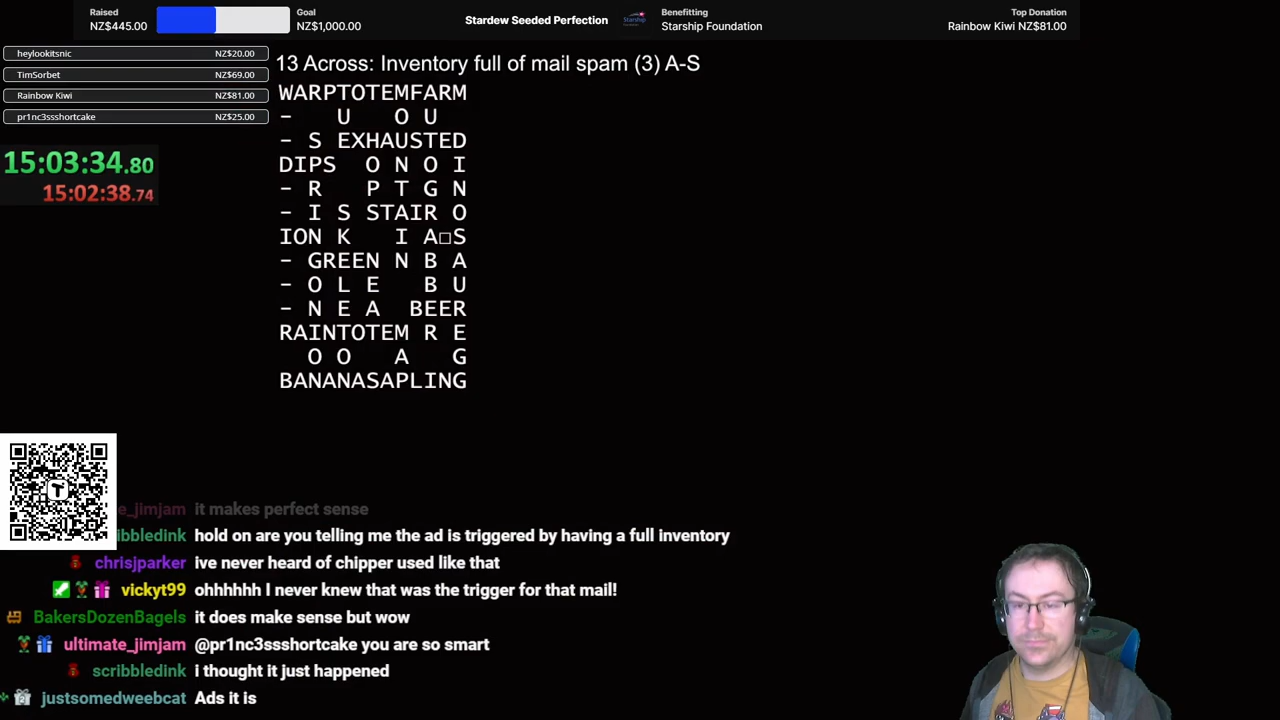 Raised
NZ$445.00
Goal
NZ$1,000.00
Stardew Seeded Perfection
Starship
Benefitting
Starship Foundation
Top Donation
Rainbow Kiwi NZ$81.00
heylookitsnic NZ$20.00
TimSorbet NZ$69.00
Rainbow Kiwi NZ$81.00
pr1nc3ssshortcake NZ$25.00
15:03:34.80
15:02:38.74
13 Across: Inventory full of mail spam (3) A-S
WARPTOTEMFARM
-   U   O U
- S EXHAUSTED
DIPS  O N O I
- R   P T G N
- I S STAIR O
ION K   I A□S
- GREEN N B A
- O L E   B U
- N E A  BEER
RAINTOTEM R E
  O O   A   G
BANANASAPLING
T
e_jimjam it makes perfect sense
ibbledink hold on are you telling me the ad is triggered by having a full inventory
chrisjparker ive never heard of chipper used like that
vickyt99 ohhhhhh I never knew that was the trigger for that mail!
BakersDozenBagels it does make sense but wow
ultimate_jimjam @pr1nc3ssshortcake you are so smart
scribbledink i thought it just happened
justsomedweebcat Ads it is